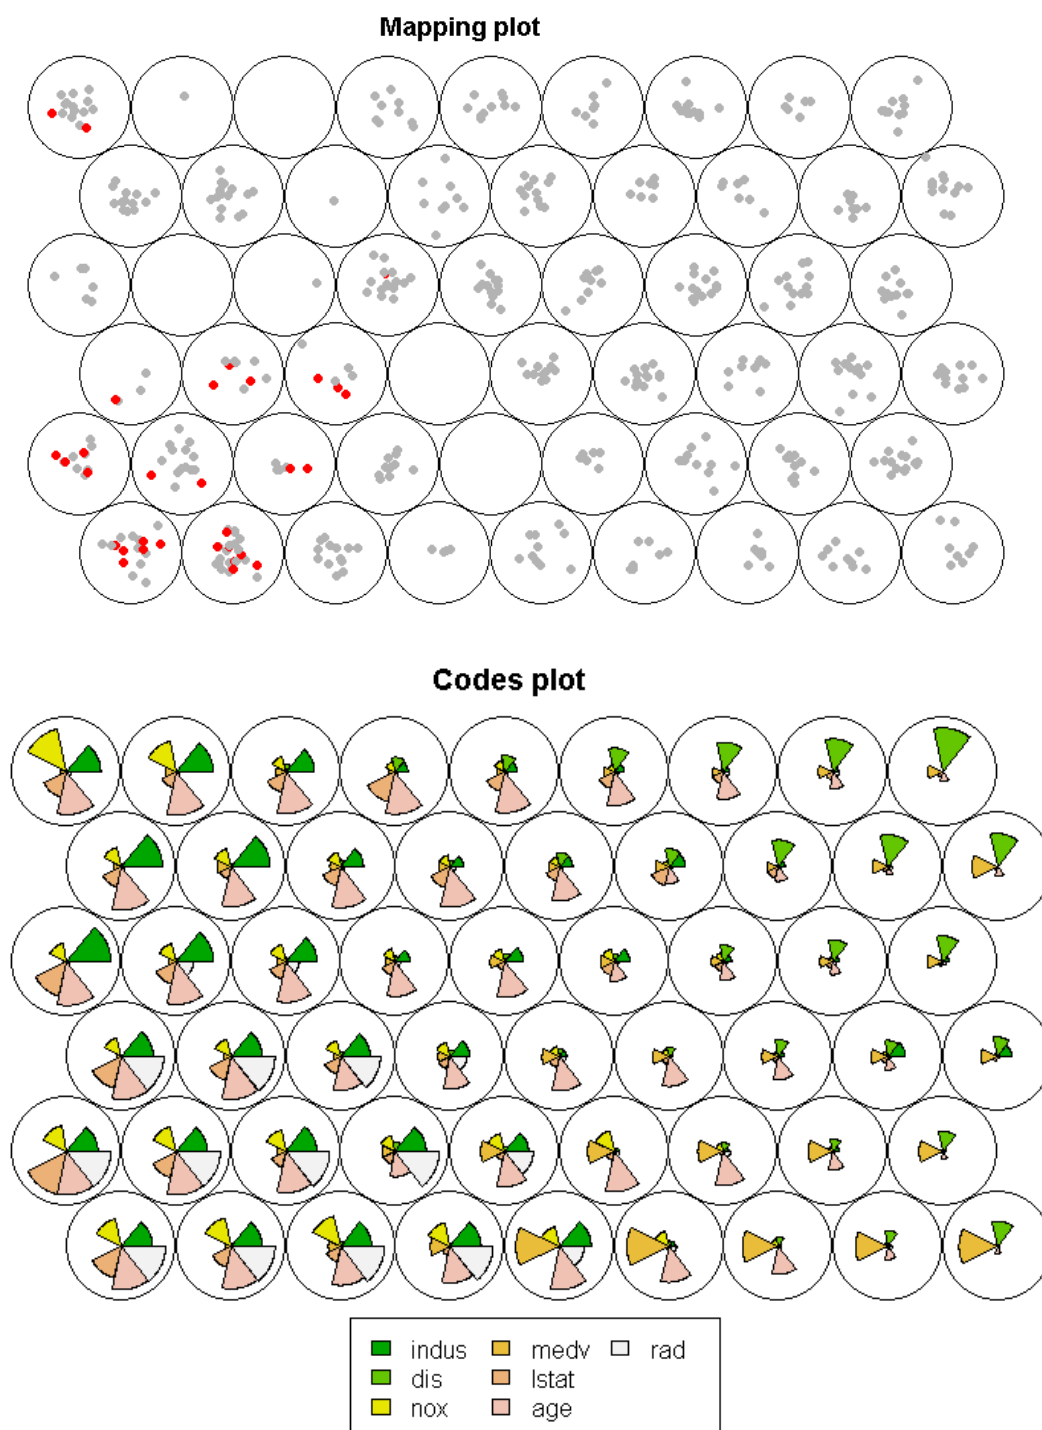 Mapping plot
Codes plot
indus medv rad
dis lstat
nox age